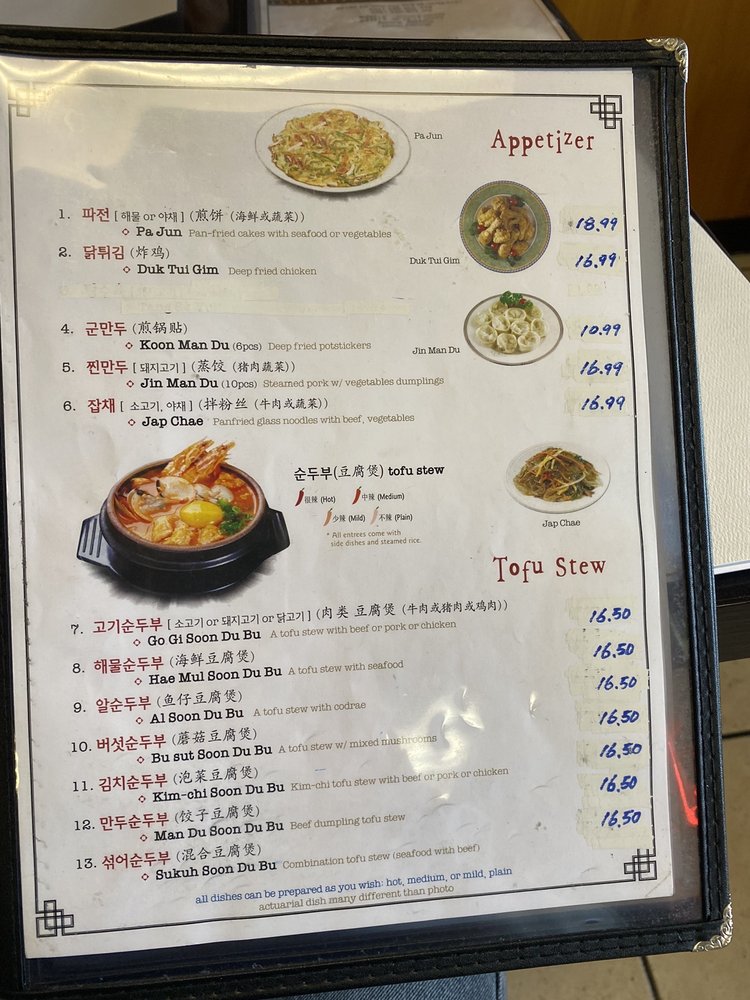 Pa Jun
Appetizer
1. 파전 [ 해물 or 야채 ] (煎饼 (海鲜或蔬菜))
Pa Jun Pan-fried cakes with seafood or vegetables
18.99
2. 닭튀김 (炸鸡)
Duk Tui Gim Deep fried chicken
Duk Tui Gim
16.99
4. 군만두 (煎锅贴)
Koon Man Du (6pcs) Deep fried potstickers
10.99
Jin Man Du
5. 찐만두 [ 돼지고기 ] (蒸饺 (猪肉蔬菜))
Jin Man Du (10pcs) Steamed pork w/ vegetables dumplings
16.99
6. 잡채 [ 소고기, 야채 ] (拌粉丝 (牛肉或蔬菜))
Jap Chae Panfried glass noodles with beef, vegetables
16.99
순두부(豆腐煲) tofu stew
很辣 (Hot) 中辣 (Medium)
少辣 (Mild) 不辣 (Plain)
* All entrees come with
side dishes and steamed rice.
Jap Chae
Tofu Stew
7. 고기순두부 [ 소고기 or 돼지고기 or 닭고기 ] (肉类 豆腐煲 (牛肉或猪肉或鸡肉))
Go Gi Soon Du Bu A tofu stew with beef or pork or chicken
16.50
8. 해물순두부 (海鲜豆腐煲)
Hae Mul Soon Du Bu A tofu stew with seafood
16.50
9. 알순두부 (鱼仔豆腐煲)
Al Soon Du Bu A tofu stew with codrae
16.50
10. 버섯순두부 (蘑菇豆腐煲)
Bu sut Soon Du Bu A tofu stew w/ mixed mushrooms
16.50
11. 김치순두부 (泡菜豆腐煲)
Kim-chi Soon Du Bu Kim-chi tofu stew with beef or pork or chicken
16.50
12. 만두순두부 (饺子豆腐煲)
Man Du Soon Du Bu Beef dumpling tofu stew
16.50
13. 섞어순두부 (混合豆腐煲)
Sukuh Soon Du Bu Combination tofu stew (seafood with beef)
16.50
all dishes can be prepared as you wish: hot, medium, or mild, plain
actuarial dish many different than photo